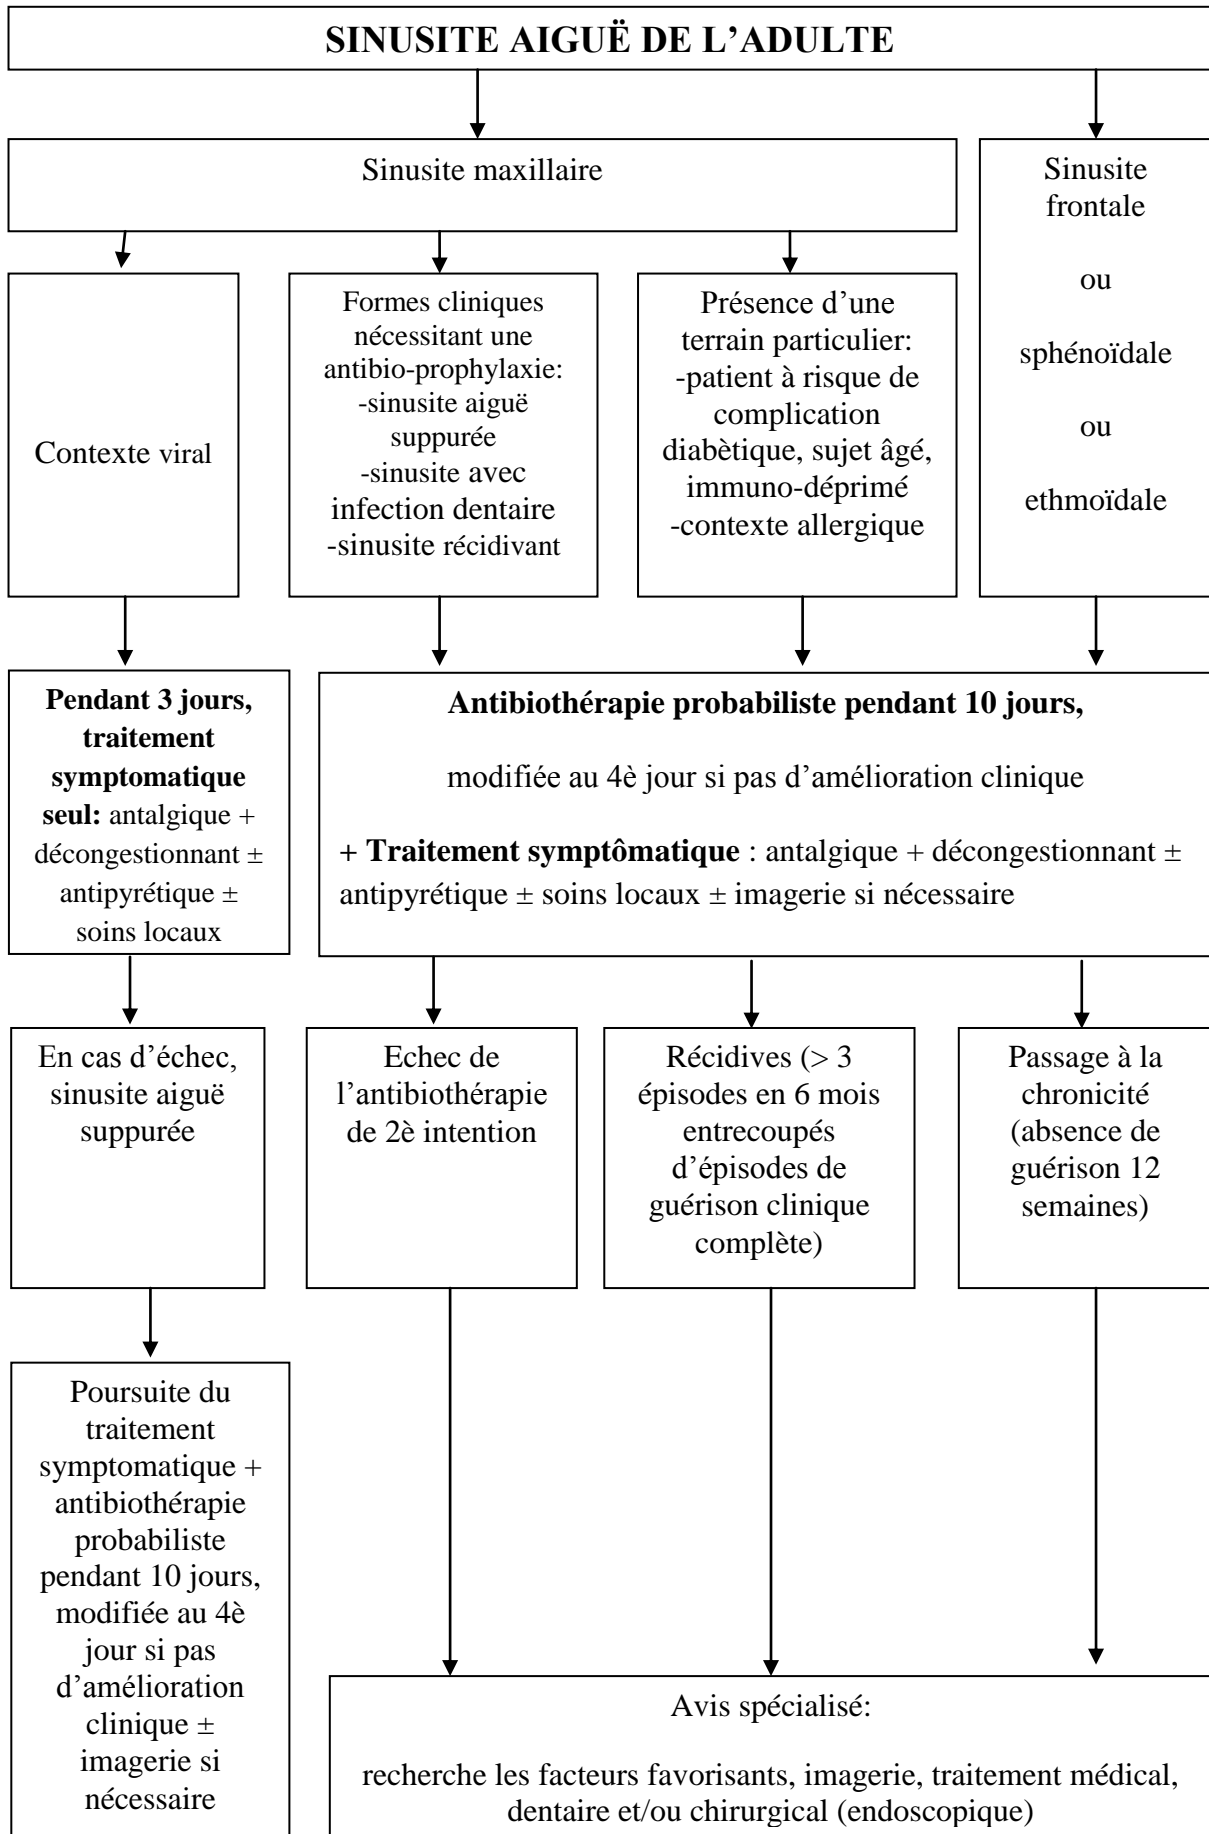 SINUSITE AIGUË DE L’ADULTE
Sinusite maxillaire
Sinusite
frontale
ou
sphénoïdale
ou
ethmoïdale
Contexte viral
Formes cliniques
nécessitant une
antibio-prophylaxie:
-sinusite aiguë
suppurée
-sinusite avec
infection dentaire
-sinusite récidivant
Présence d’une
terrain particulier:
-patient à risque de
complication
diabètique, sujet âgé,
immuno-déprimé
-contexte allergique
Pendant 3 jours,
traitement
symptomatique
seul: antalgique +
décongestionnant ±
antipyrétique ±
soins locaux
Antibiothérapie probabiliste pendant 10 jours,
modifiée au 4è jour si pas d’amélioration clinique
+ Traitement symptômatique : antalgique + décongestionnant ±
antipyrétique ± soins locaux ± imagerie si nécessaire
En cas d’échec,
sinusite aiguë
suppurée
Echec de
l’antibiothérapie
de 2è intention
Récidives (> 3
épisodes en 6 mois
entrecoupés
d’épisodes de
guérison clinique
complète)
Passage à la
chronicité
(absence de
guérison 12
semaines)
Poursuite du
traitement
symptomatique +
antibiothérapie
probabiliste
pendant 10 jours,
modifiée au 4è
jour si pas
d’amélioration
clinique ±
imagerie si
nécessaire
Avis spécialisé:
recherche les facteurs favorisants, imagerie, traitement médical,
dentaire et/ou chirurgical (endoscopique)